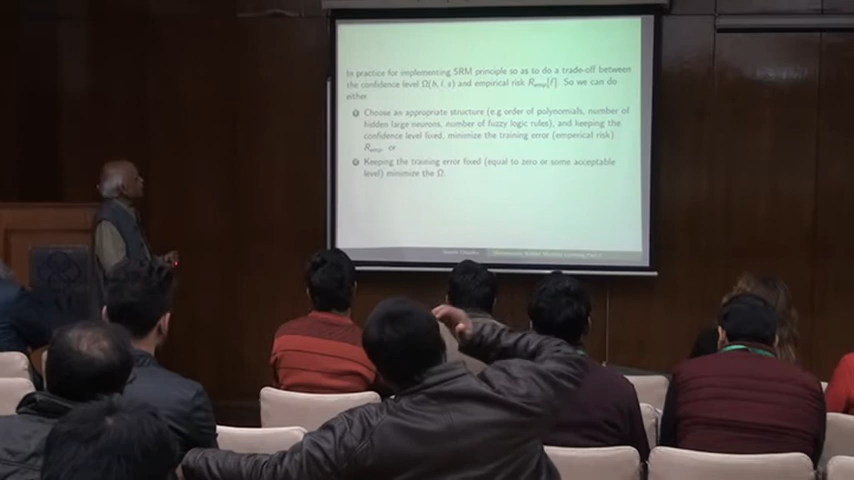 In practice for implementing SRM principle so as to do a trade-off between
the confidence level Ω(h, l, s) and empirical risk R_emp[f]. So we can do
either
1 Choose an appropriate structure (e.g order of polynomials, number of
hidden large neurons, number of fuzzy logic rules), and keeping the
confidence level fixed, minimize the training error (emperical risk)
R_emp or
2 Keeping the training error fixed (equal to zero or some acceptable
level) minimize the Ω.